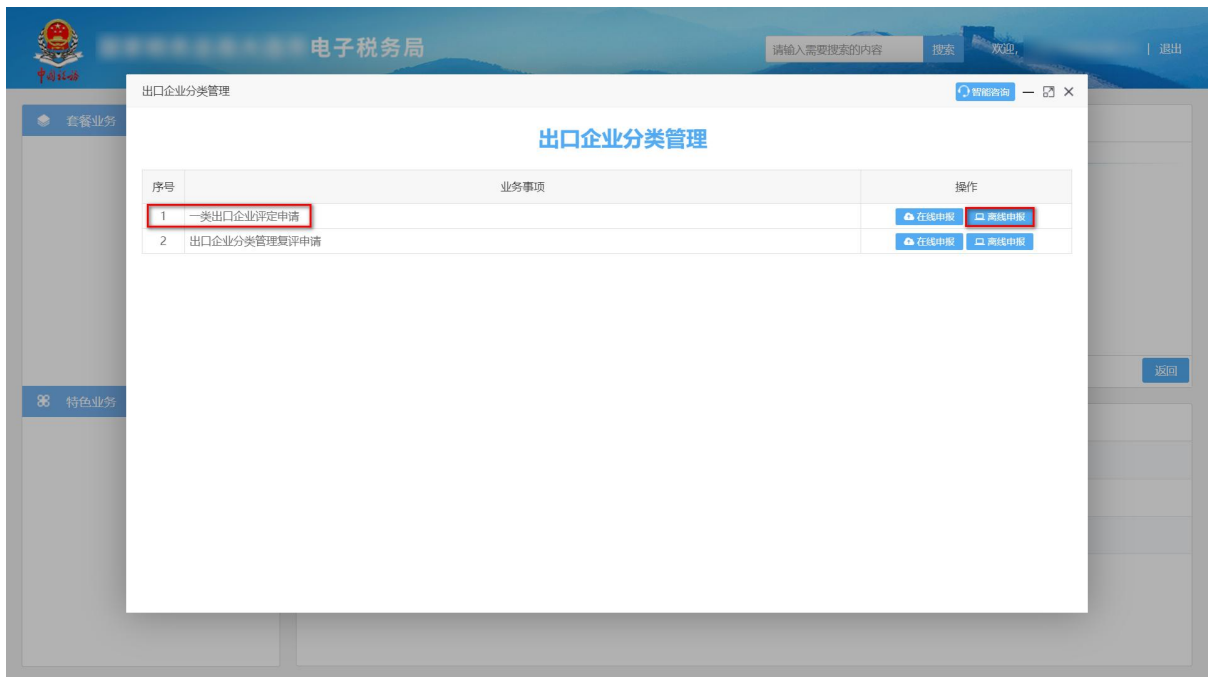 电子税务局
请输入需要搜索的内容 搜索 欢迎, | 退出
中国税务
出口企业分类管理 智能咨询
套餐业务
出口企业分类管理
序号 业务事项 操作
1 一类出口企业评定申请 在线申报 离线申报
2 出口企业分类管理复评申请 在线申报 离线申报
返回
特色业务